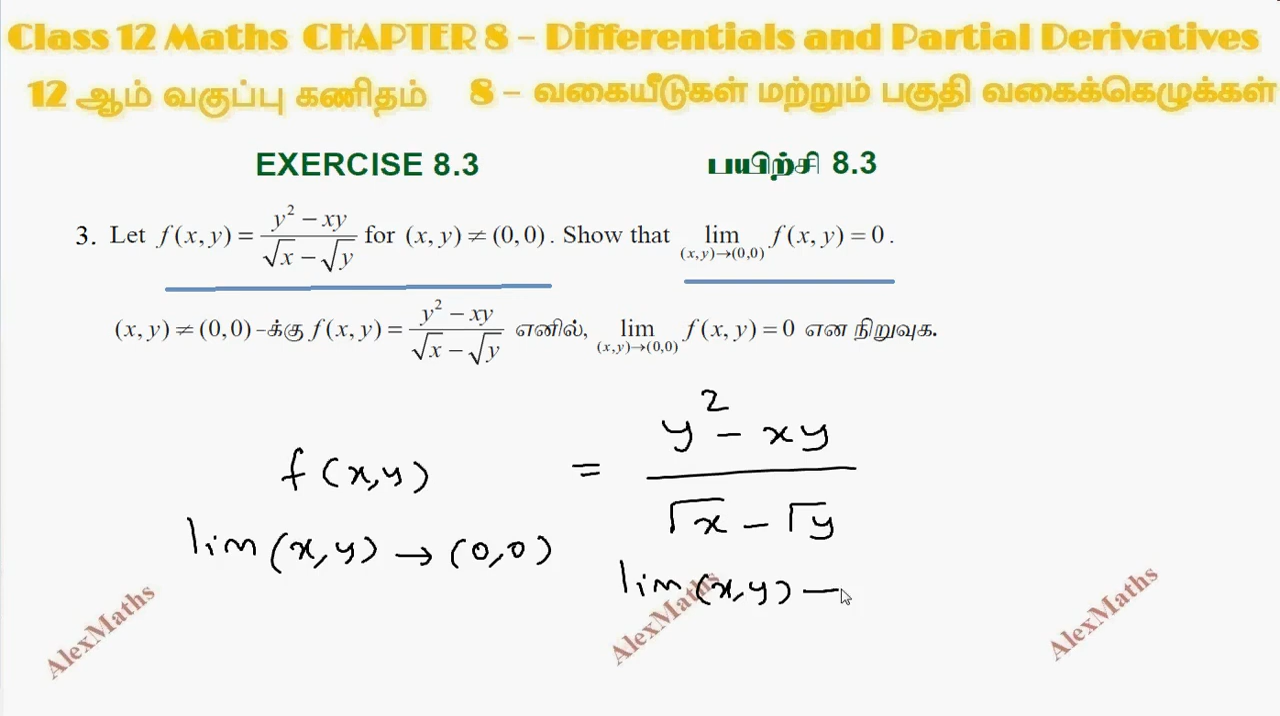 Class 12 Maths CHAPTER 8 – Differentials and Partial Derivatives
12 ஆம் வகுப்பு கணிதம் 8 – வகையீடுகள் மற்றும் பகுதி வகைக்கெழுக்கள்
EXERCISE 8.3 பயிற்சி 8.3
3. Let f(x, y) = (y² − xy)/(√x − √y) for (x, y) ≠ (0, 0). Show that lim (x,y)→(0,0) f(x, y) = 0.
(x, y) ≠ (0, 0) -க்கு f(x, y) = (y² − xy)/(√x − √y) எனில், lim (x,y)→(0,0) f(x, y) = 0 என நிறுவுக.
f(x,y) = (y² − xy)/(√x − √y)
lim (x,y) → (0,0) lim (x,y) —
AlexMaths AlexMaths AlexMaths